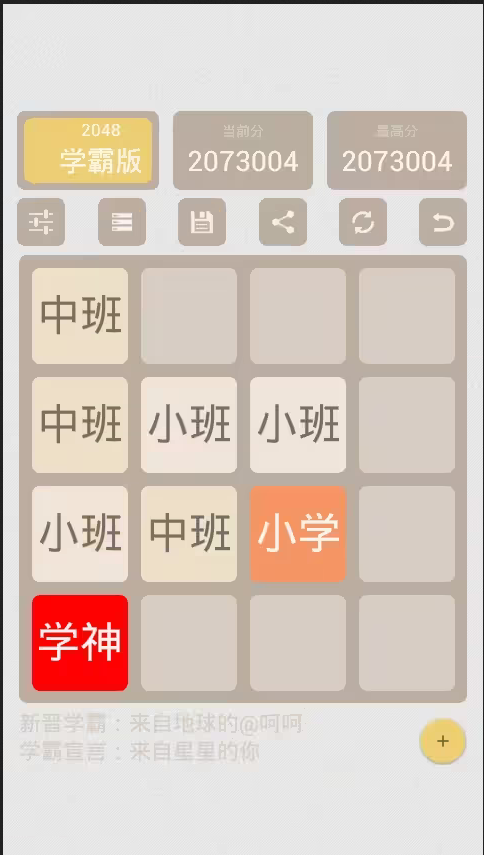 2048
学霸版
当前分
2073004
最高分
2073004
中班
中班 小班 小班
小班 中班 小学
学神
新晋学霸：来自地球的@呵呵
学霸宣言：来自星星的你
+